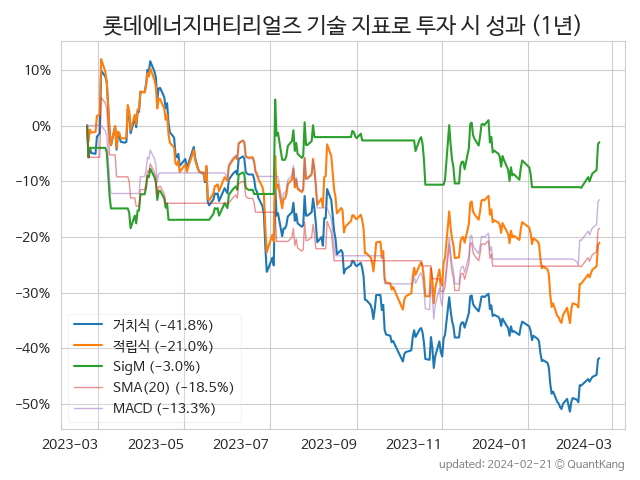 롯데에너지머티리얼즈 기술 지표로 투자 시 성과 (1년)
10%
0%
−10%
−20%
−30%
−40%
−50%
거치식 (−41.8%)
적립식 (−21.0%)
SigM (−3.0%)
SMA(20) (−18.5%)
MACD (−13.3%)
2023-03 2023-05 2023-07 2023-09 2023-11 2024-01 2024-03
updated: 2024-02-21 © QuantKang